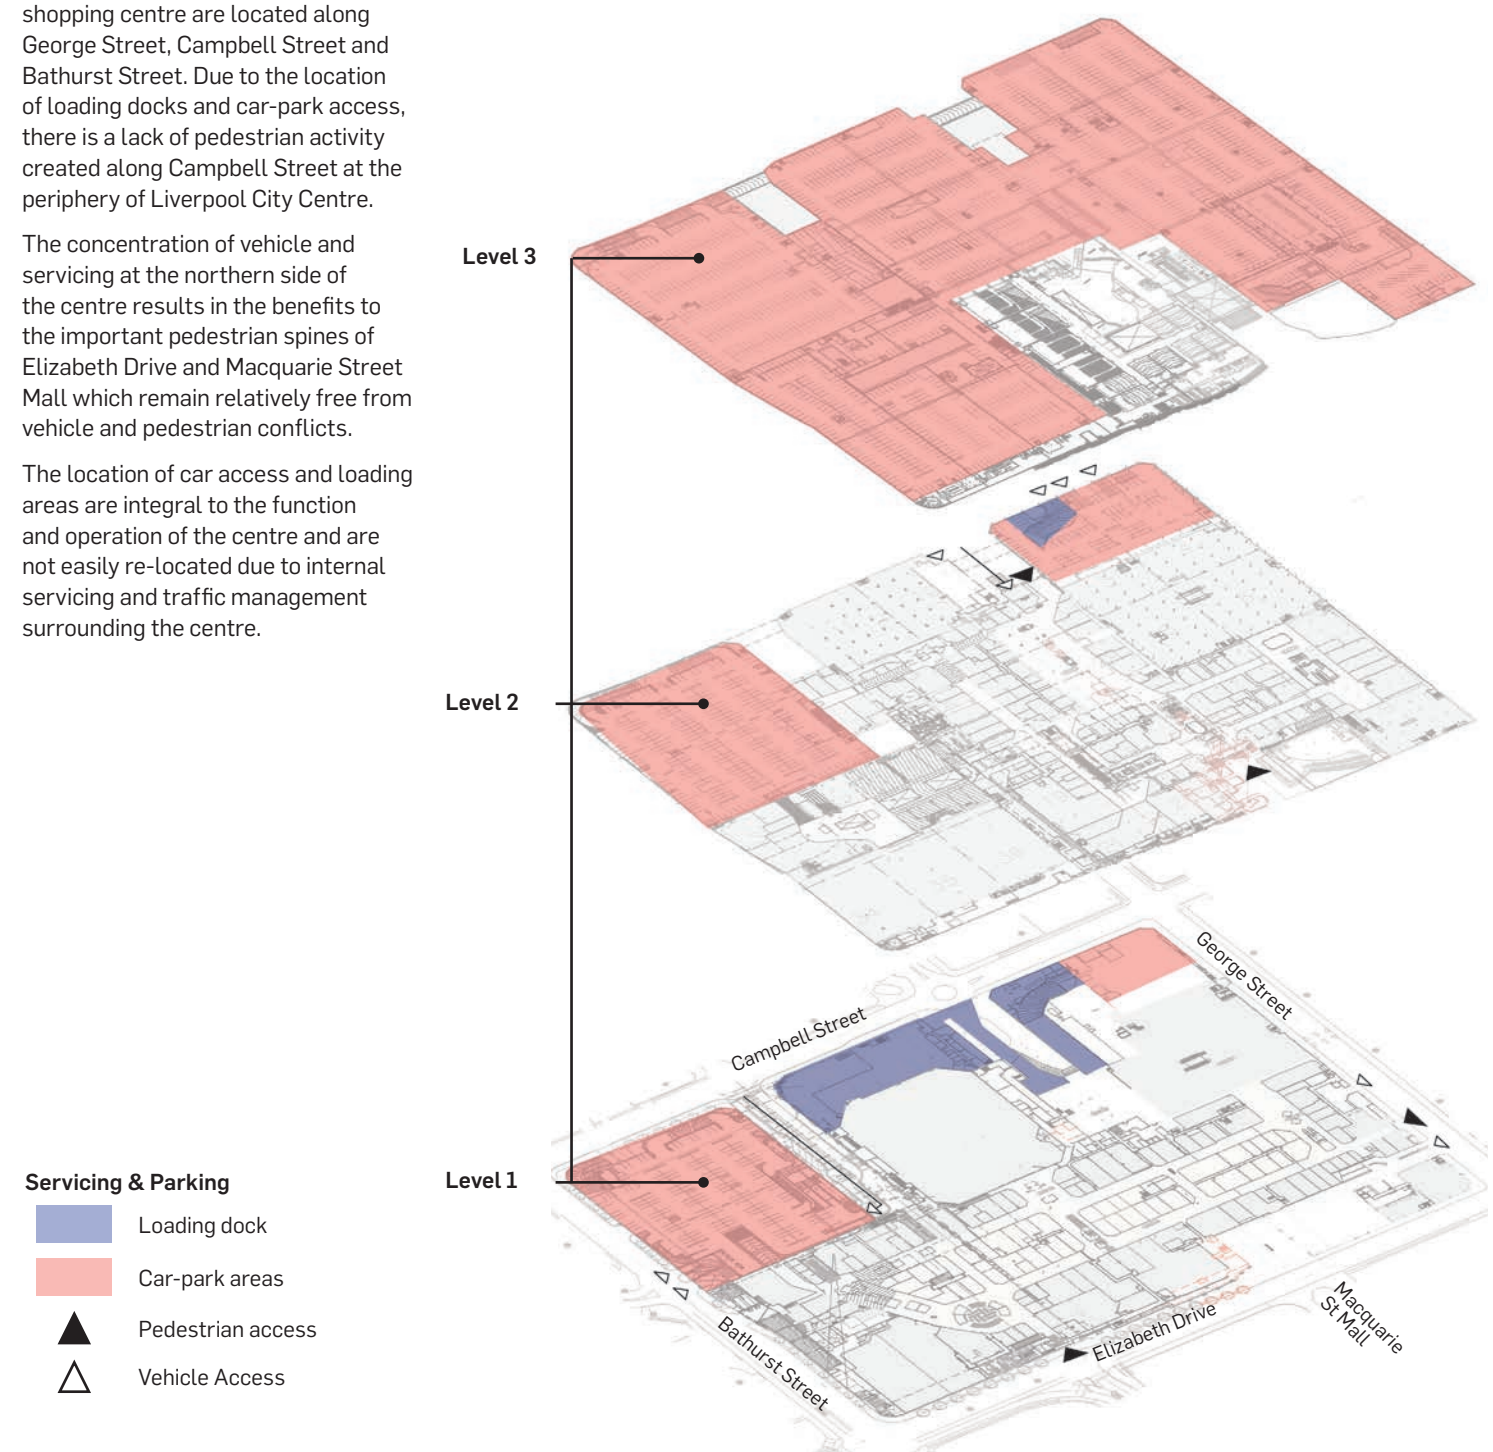 shopping centre are located along
George Street, Campbell Street and
Bathurst Street. Due to the location
of loading docks and car-park access,
there is a lack of pedestrian activity
created along Campbell Street at the
periphery of Liverpool City Centre.
The concentration of vehicle and
servicing at the northern side of
the centre results in the benefits to
the important pedestrian spines of
Elizabeth Drive and Macquarie Street
Mall which remain relatively free from
vehicle and pedestrian conflicts.
The location of car access and loading
areas are integral to the function
and operation of the centre and are
not easily re-located due to internal
servicing and traffic management
surrounding the centre.
Level 3
Level 2
Level 1
George Street
Campbell Street
Bathurst Street
Elizabeth Drive
Macquarie
St Mall
Servicing & Parking
Loading dock
Car-park areas
Pedestrian access
Vehicle Access